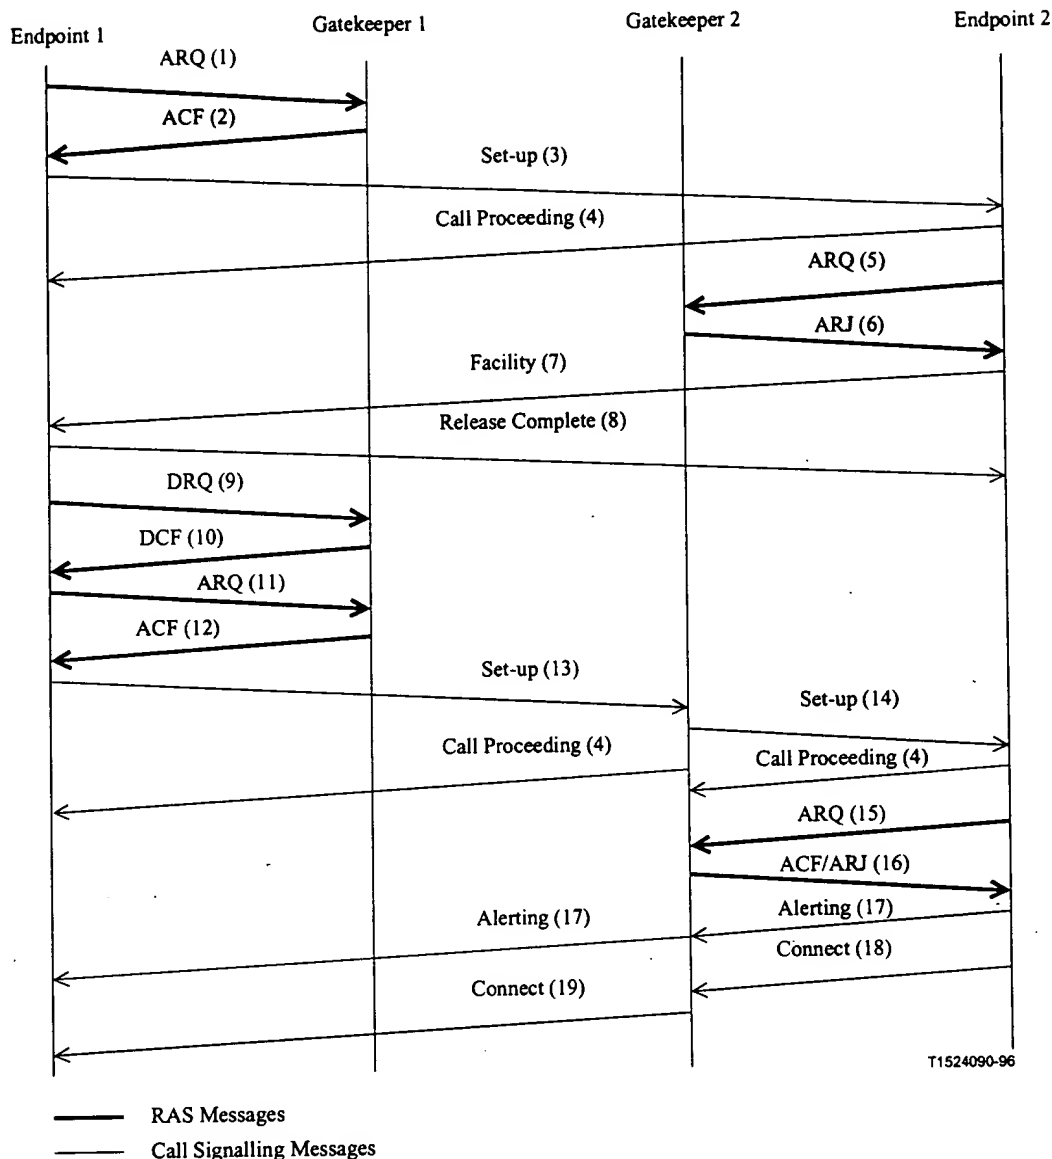 Endpoint 1
Gatekeeper 1
Gatekeeper 2
Endpoint 2
ARQ (1)
ACF (2)
Set-up (3)
Call Proceeding (4)
ARQ (5)
ARJ (6)
Facility (7)
Release Complete (8)
DRQ (9)
DCF (10)
ARQ (11)
ACF (12)
Set-up (13)
Set-up (14)
Call Proceeding (4)
Call Proceeding (4)
ARQ (15)
ACF/ARJ (16)
Alerting (17)
Alerting (17)
Connect (18)
Connect (19)
T1524090-96
RAS Messages
Call Signalling Messages